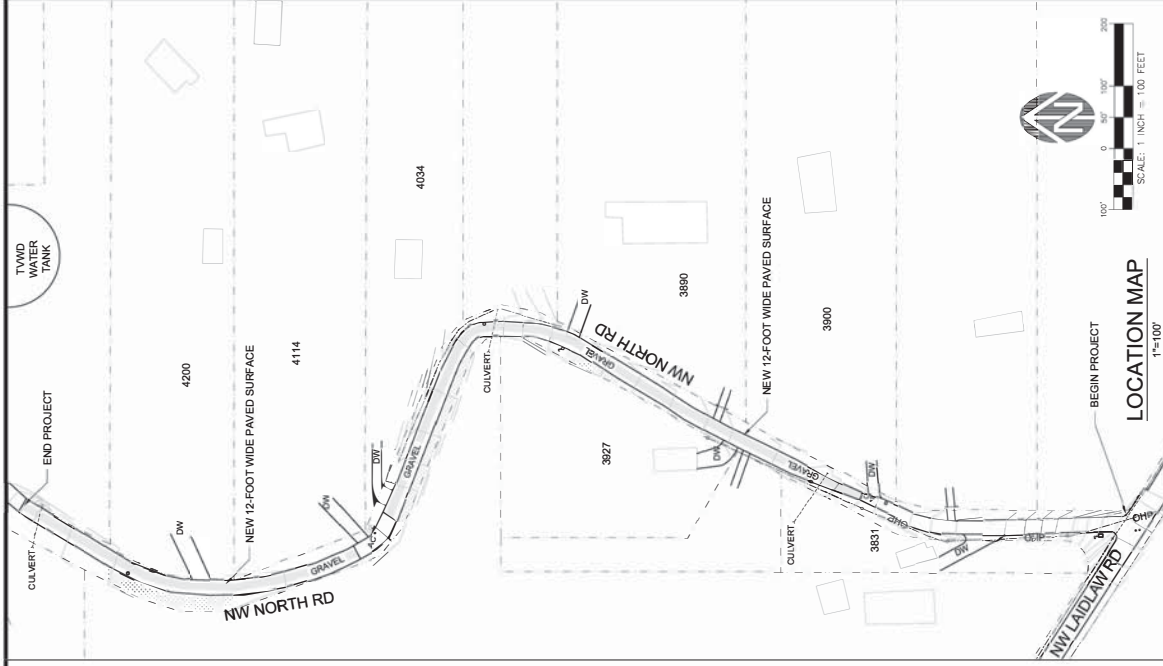 TVWD
WATER
TANK
END PROJECT
4200
CULVERT
4114
NEW 12-FOOT WIDE PAVED SURFACE
DW
DW
DW
GRAVEL
NW NORTH RD
AC
GRAVEL
4034
CULVERT
DW
GRAVEL
NW NORTH RD
3890
3927
NEW 12-FOOT WIDE PAVED SURFACE
DW
GRAVEL
3900
CULVERT
DW
OHP
3831
DW
OHP
BEGIN PROJECT
OHP
NW LAIDLAW RD
N
100'
0
50'
100'
200'
SCALE: 1 INCH = 100 FEET
LOCATION MAP
1"=100'